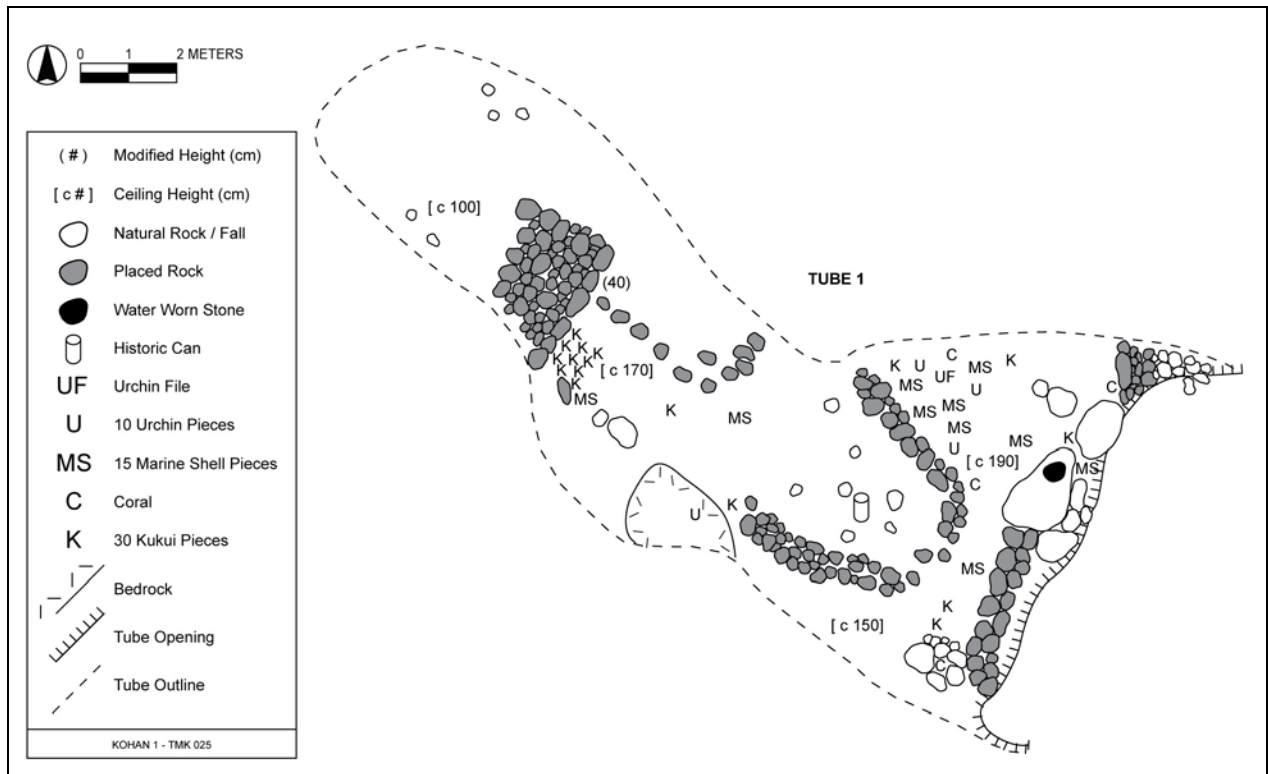 0 1 2 METERS
(#) Modified Height (cm)
[ c #] Ceiling Height (cm)
Natural Rock / Fall
Placed Rock
Water Worn Stone
Historic Can
UF Urchin File
U 10 Urchin Pieces
MS 15 Marine Shell Pieces
C Coral
K 30 Kukui Pieces
Bedrock
Tube Opening
Tube Outline
KOHAN 1 - TMK 025
[ c 100]
(40)
TUBE 1
K
K K
K K K
K K K
K K
K
[ c 170]
MS
K
MS
K U C MS K
MS UF U
MS MS
MS
U
MS K
[ c 190]
MS
C
C
U K
MS
K
K
[ c 150]
C